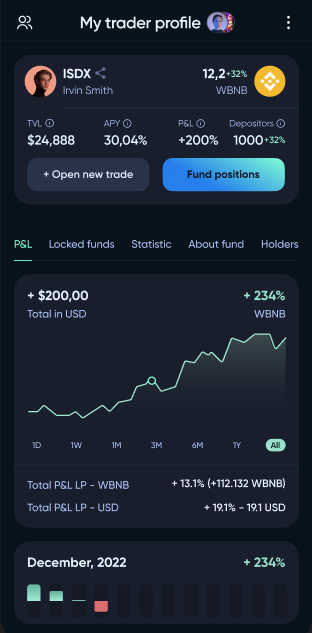 My trader profile
ISDX
12,2+32%
Irvin Smith
WBNB
TVL APY P&L Depositors
$24,888 30,04% +200% 1000+32%
+ Open new trade
Fund positions
P&L Locked funds Statistic About fund Holders
+ $200,00
+ 234%
Total in USD
WBNB
1D 1W 1M 3M 6M 1Y All
Total P&L LP - WBNB
+ 13.1% (+112.132 WBNB)
Total P&L LP - USD
+ 19.1% - 19.1 USD
December, 2022
+ 234%